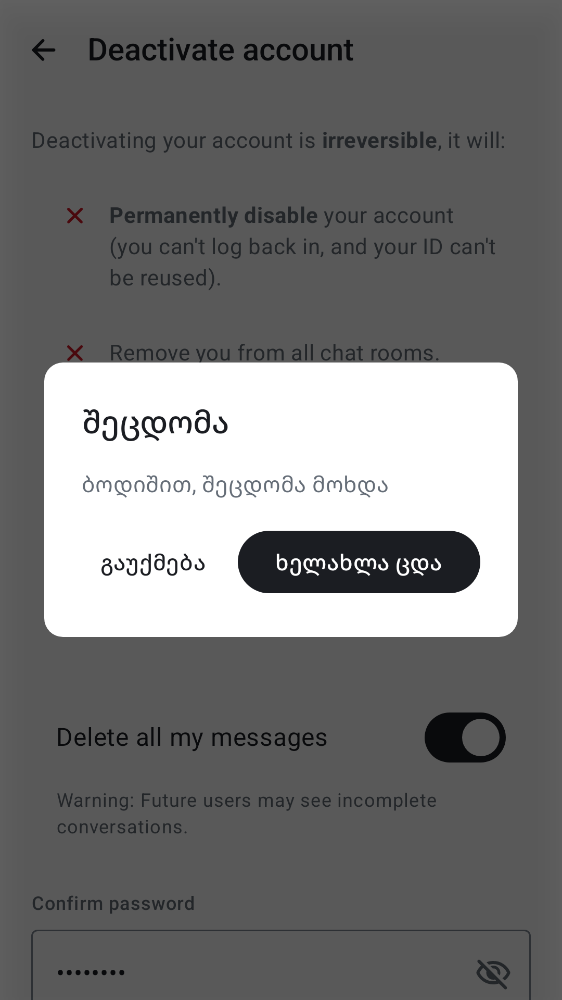 Deactivate account
Deactivating your account is irreversible, it will:
Permanently disable your account
(you can't log back in, and your ID can't
be reused).
Remove you from all chat rooms.
შეცდომა
ბოდიშით, შეცდომა მოხდა
გაუქმება
ხელახლა ცდა
Delete all my messages
Warning: Future users may see incomplete
conversations.
Confirm password
••••••••